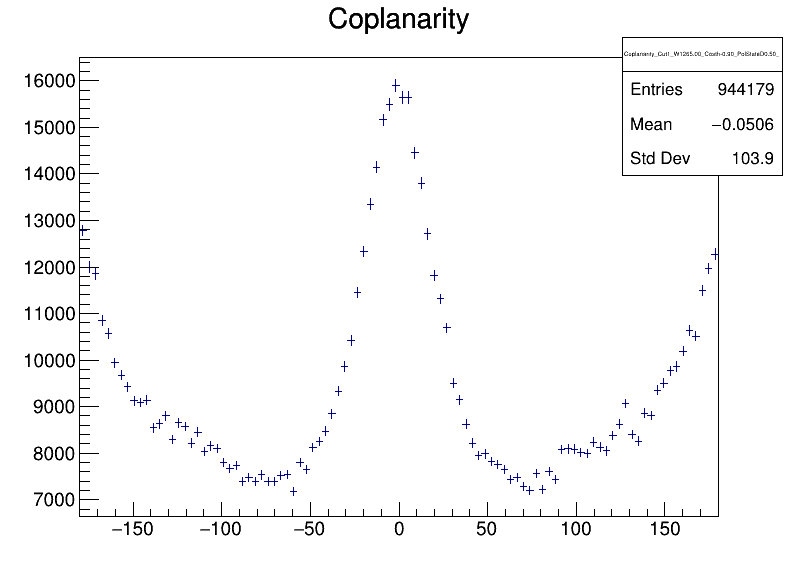 Coplanarity
Coplanarity_Cut1_W1265.00_Costh-0.90_PolStateD0.50_
Entries 944179
Mean −0.0506
Std Dev 103.9
16000
15000
14000
13000
12000
11000
10000
9000
8000
7000
−150 −100 −50 0 50 100 150